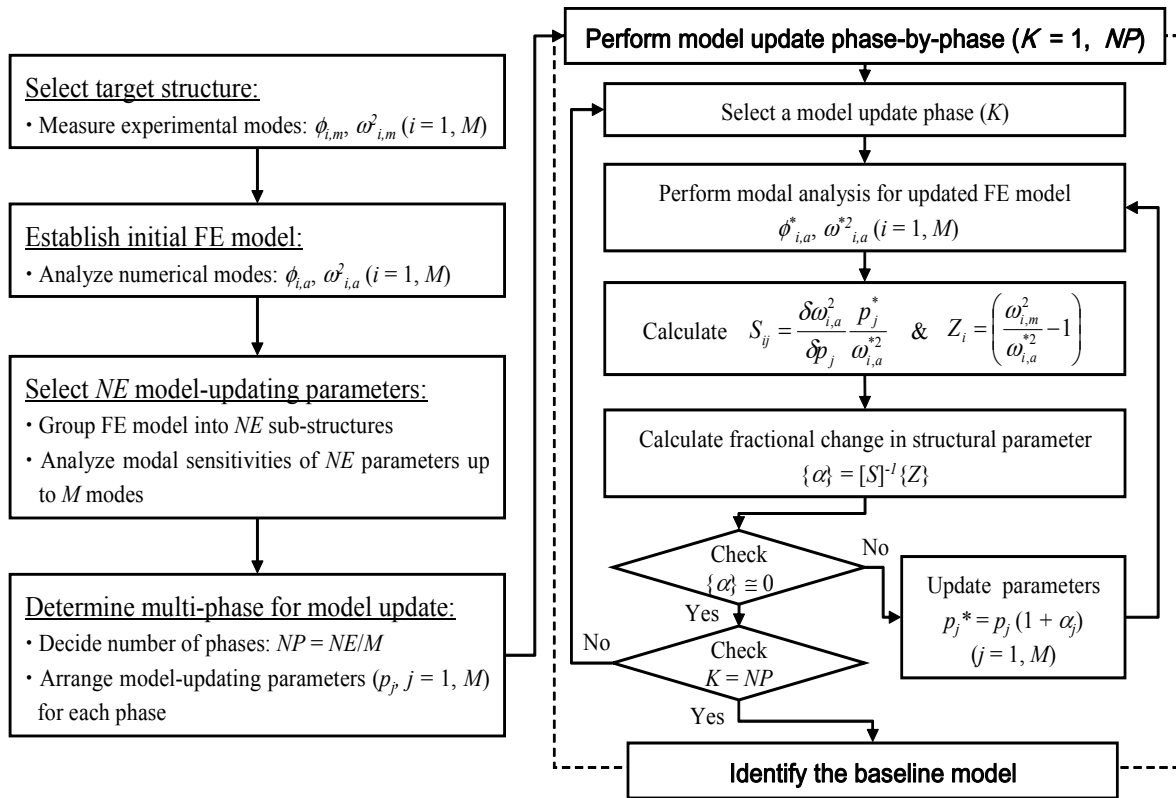 Select target structure:
・Measure experimental modes: ϕi,m, ω²i,m (i = 1, M)
Establish initial FE model:
・Analyze numerical modes: ϕi,a, ω²i,a (i = 1, M)
Select NE model-updating parameters:
・Group FE model into NE sub-structures
・Analyze modal sensitivities of NE parameters up
to M modes
Determine multi-phase for model update:
・Decide number of phases: NP = NE/M
・Arrange model-updating parameters (pj, j = 1, M)
for each phase
Perform model update phase-by-phase (K = 1, NP)
Select a model update phase (K)
Perform modal analysis for updated FE model
ϕ*i,a, ω*²i,a (i = 1, M)
Calculate Sij = δω²i,a/δpj p*j/ω*²i,a & Zi = (ω²i,m/ω*²i,a − 1)
Calculate fractional change in structural parameter
{α} = [S]-1{Z}
Check
{α} ≅ 0
No
Yes
Update parameters
pj* = pj (1 + αj)
(j = 1, M)
Check
K = NP
No
Yes
Identify the baseline model